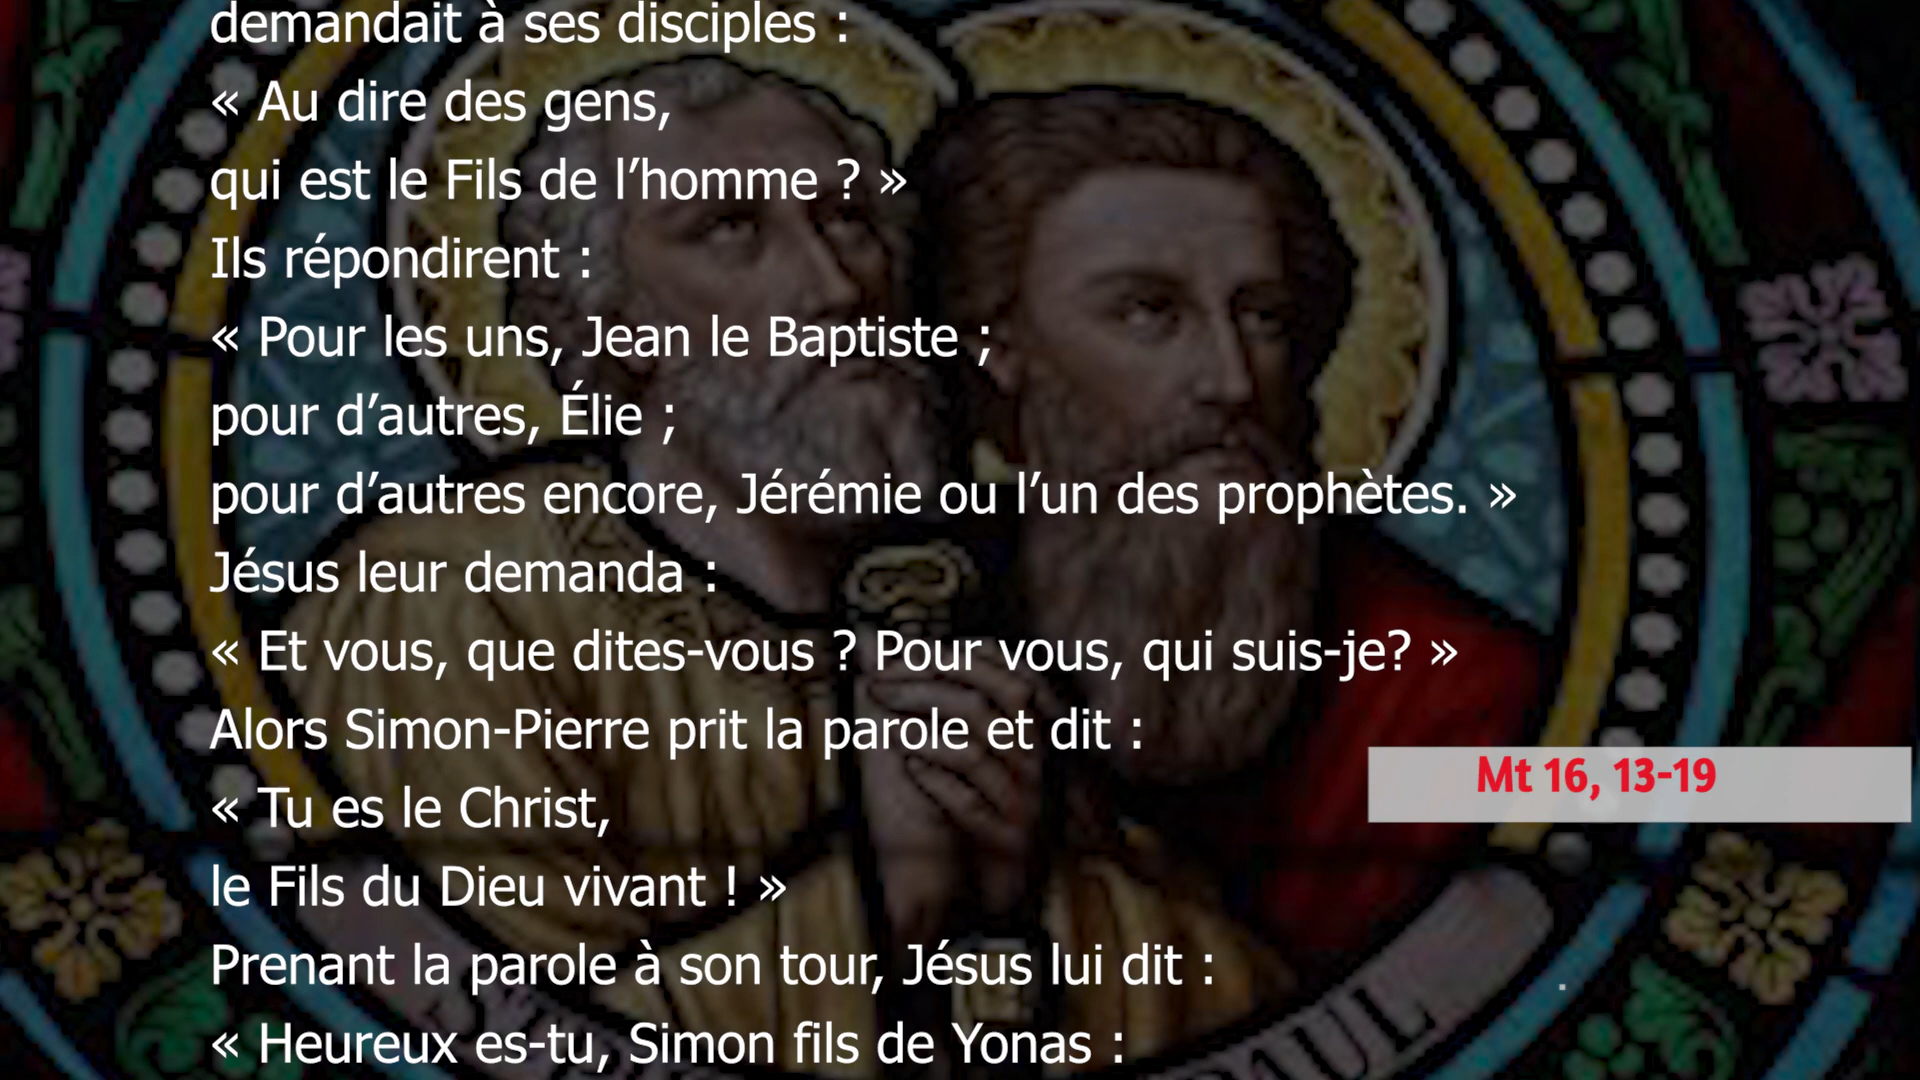 demandait à ses disciples :
« Au dire des gens,
qui est le Fils de l’homme ? »
Ils répondirent :
« Pour les uns, Jean le Baptiste ;
pour d’autres, Élie ;
pour d’autres encore, Jérémie ou l’un des prophètes. »
Jésus leur demanda :
« Et vous, que dites-vous ? Pour vous, qui suis-je? »
Alors Simon-Pierre prit la parole et dit :
« Tu es le Christ,
le Fils du Dieu vivant ! »
Prenant la parole à son tour, Jésus lui dit :
« Heureux es-tu, Simon fils de Yonas :
Mt 16, 13-19